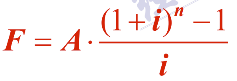 F = A · ((1 + i)^n − 1) / i